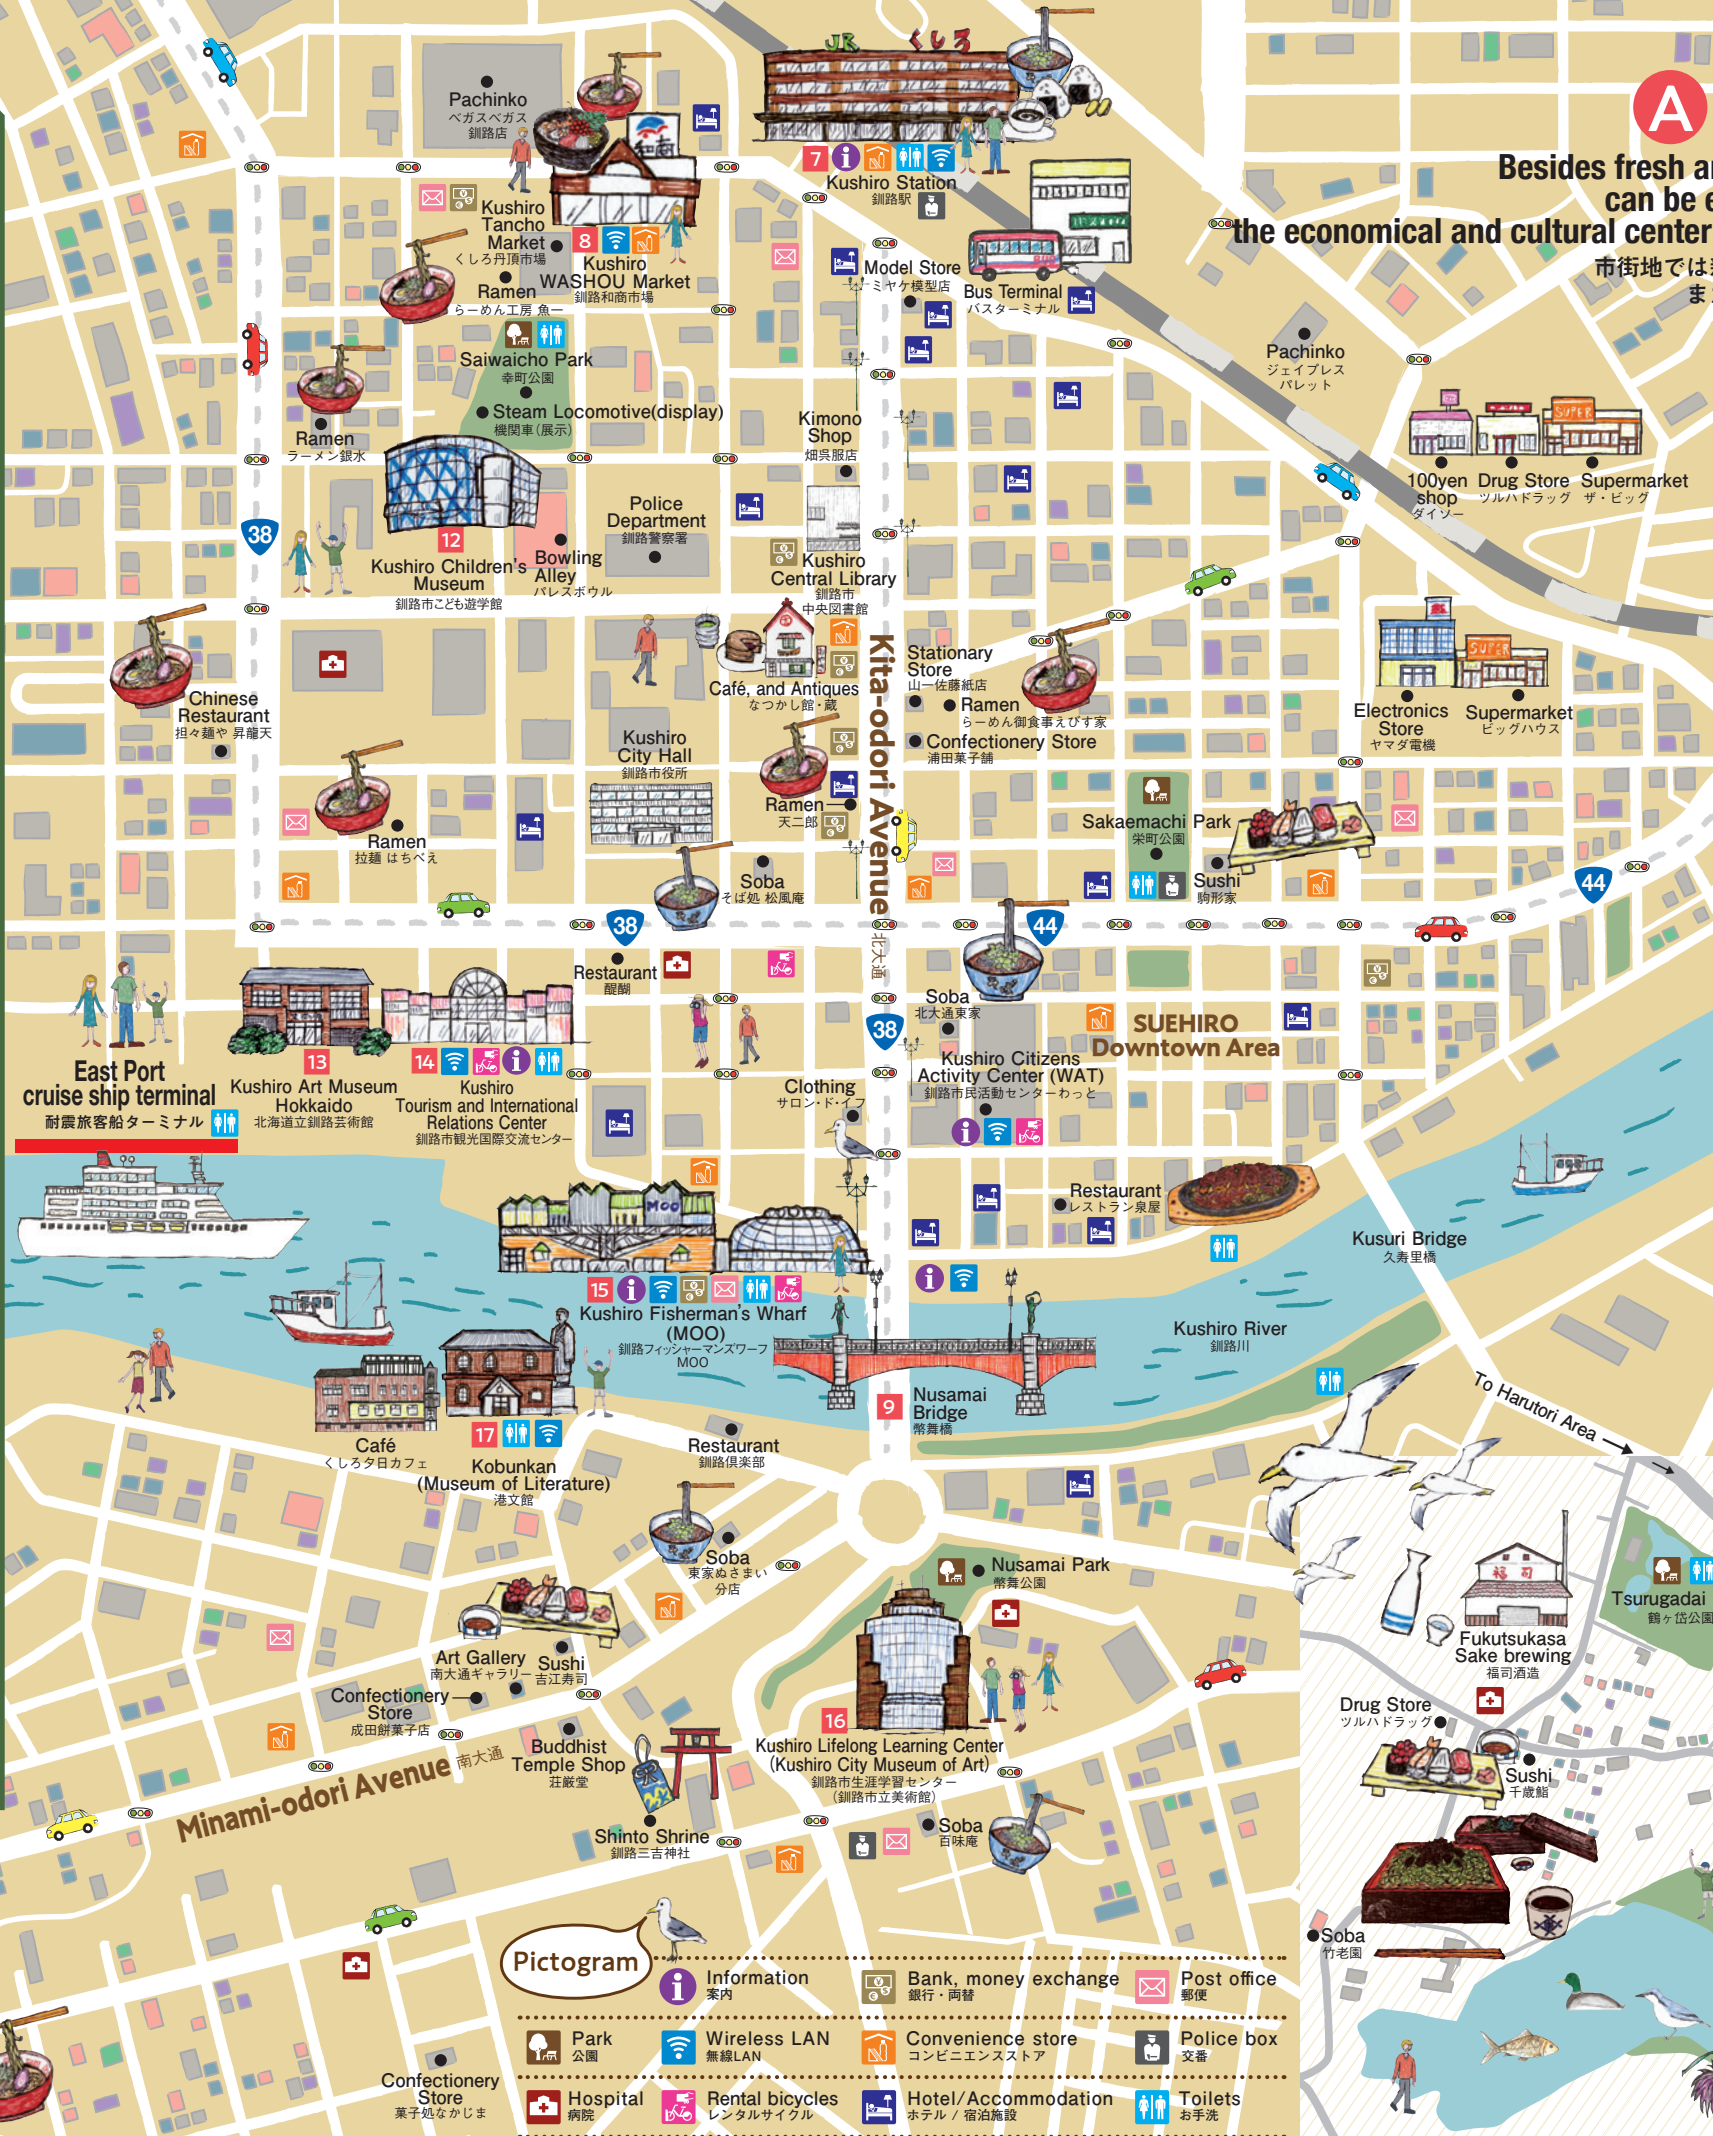 JR くしろ
Pachinko
ベガスベガス
釧路店
和商
7
Kushiro Station
釧路駅
A
Besides fresh a
can be e
the economical and cultural center
市街地では
ま
Kushiro
Tancho
Market
くしろ丹頂市場
8
Kushiro
WASHOU Market
釧路和商市場
Ramen
らーめん工房 魚一
Model Store
ミヤケ模型店
Bus Terminal
バスターミナル
Saiwaicho Park
幸町公園
Steam Locomotive(display)
機関車(展示)
Pachinko
ジェイプレス
パレット
Ramen
ラーメン銀水
Kimono
Shop
畑呉服店
SUPER
100yen
shop
ダイソー
Drug Store
ツルハドラッグ
Supermarket
ザ・ビッグ
38
12
Kushiro Children's
Museum
釧路市こども遊学館
Bowling
Alley
パレスボウル
Police
Department
釧路警察署
Kushiro
Central Library
釧路市
中央図書館
Kita-odori Avenue
北大通
Chinese
Restaurant
担々麺や 昇龍天
Café, and Antiques
なつかし館・蔵
Stationary
Store
山一佐藤紙店
Ramen
らーめん御食事えびす家
Confectionery Store
浦田菓子舗
SUPER
Electronics
Store
ヤマダ電機
Supermarket
ビッグハウス
Kushiro
City Hall
釧路市役所
Ramen
天二郎
Ramen
拉麺 はちべえ
Sakaemachi Park
栄町公園
Sushi
駒形家
Soba
そば処 松風庵
44
38
44
Restaurant
醍醐
38
Soba
北大通東家
SUEHIRO
Downtown Area
East Port
cruise ship terminal
耐震旅客船ターミナル
13
Kushiro Art Museum
Hokkaido
北海道立釧路芸術館
14
Kushiro
Tourism and International
Relations Center
釧路市観光国際交流センター
Clothing
サロン・ド・イフ
Kushiro Citizens
Activity Center (WAT)
釧路市民活動センターわっと
MOO
Restaurant
レストラン泉屋
Kusuri Bridge
久寿里橋
15
Kushiro Fisherman's Wharf
(MOO)
釧路フィッシャーマンズワーフ
MOO
Kushiro River
釧路川
9
Nusamai
Bridge
幣舞橋
To Harutori Area
Café
くしろ夕日カフェ
17
Kobunkan
(Museum of Literature)
港文館
Restaurant
釧路倶楽部
Soba
東家ぬさまい
分店
Nusamai Park
幣舞公園
福司
Fukutsukasa
Sake brewing
福司酒造
Tsurugadai
鶴ヶ岱公園
Art Gallery
南大通ギャラリー
Sushi
吉江寿司
Confectionery
Store
成田餅菓子店
16
Kushiro Lifelong Learning Center
(Kushiro City Museum of Art)
釧路市生涯学習センター
(釧路市立美術館)
Drug Store
ツルハドラッグ
Sushi
千歳鮨
Minami-odori Avenue 南大通
Buddhist
Temple Shop
荘厳堂
Shinto Shrine
釧路三吉神社
Soba
百味庵
Soba
竹老園
Pictogram
Information
案内
Bank, money exchange
銀行・両替
Post office
郵便
Park
公園
Wireless LAN
無線LAN
Convenience store
コンビニエンスストア
Police box
交番
Confectionery
Store
菓子処なかじま
Hospital
病院
Rental bicycles
レンタルサイクル
Hotel/Accommodation
ホテル / 宿泊施設
Toilets
お手洗